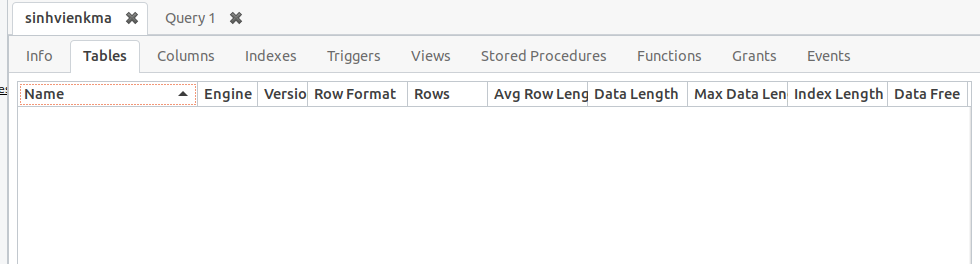 sinhvienkma Query 1
Info Tables Columns Indexes Triggers Views Stored Procedures Functions Grants Events
Name Engine Versio Row Format Rows Avg Row Leng Data Length Max Data Len Index Length Data Free